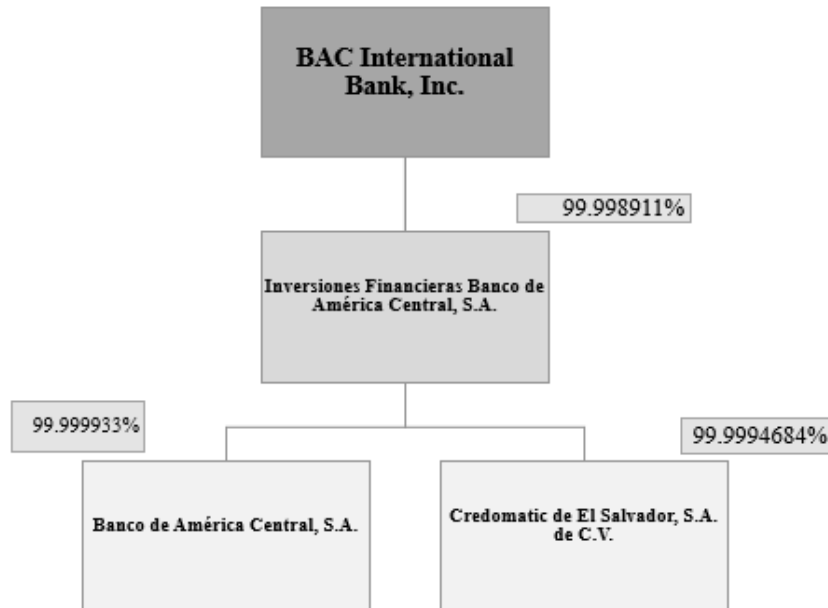 BAC International
Bank, Inc.
99.998911%
Inversiones Financieras Banco de
América Central, S.A.
99.999933%
99.9994684%
Banco de América Central, S.A.
Credomatic de El Salvador, S.A.
de C.V.